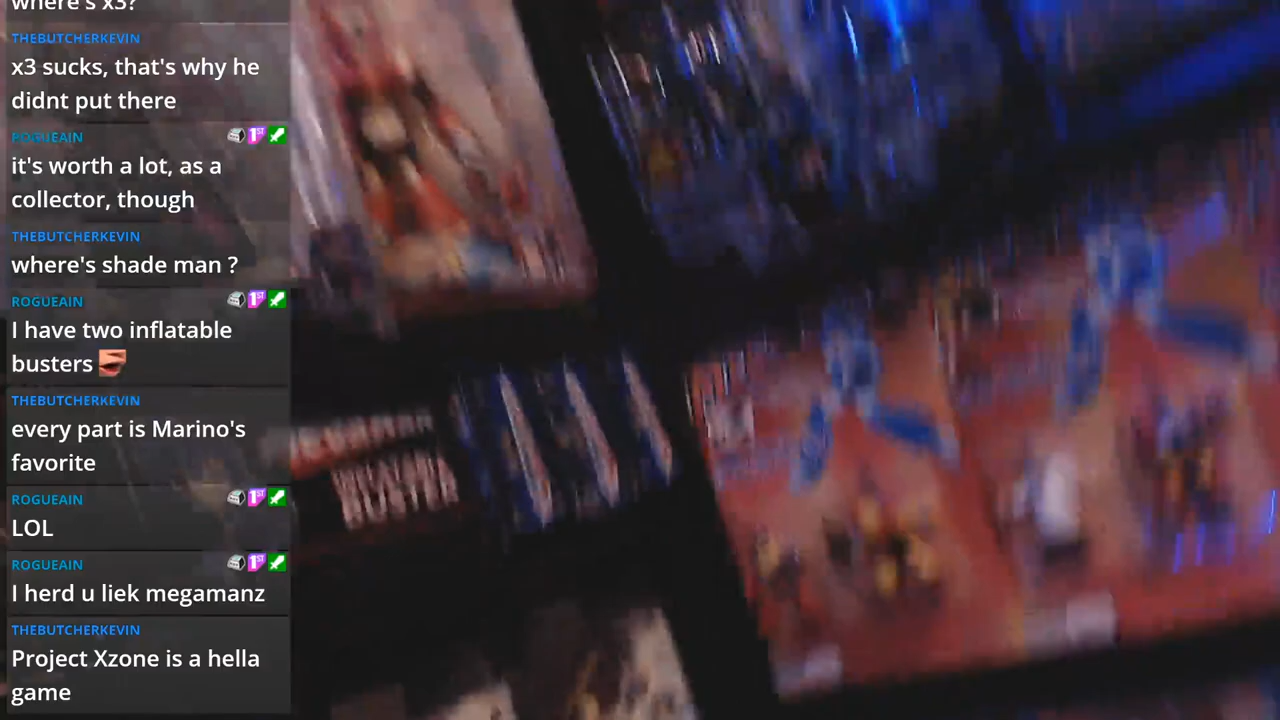 where's x3?
THEBUTCHERKEVIN
x3 sucks, that's why he
didnt put there
ROGUEAIN
it's worth a lot, as a
collector, though
THEBUTCHERKEVIN
where's shade man ?
ROGUEAIN
I have two inflatable
busters
THEBUTCHERKEVIN
every part is Marino's
favorite
ROGUEAIN
LOL
ROGUEAIN
I herd u liek megamanz
THEBUTCHERKEVIN
Project Xzone is a hella
game